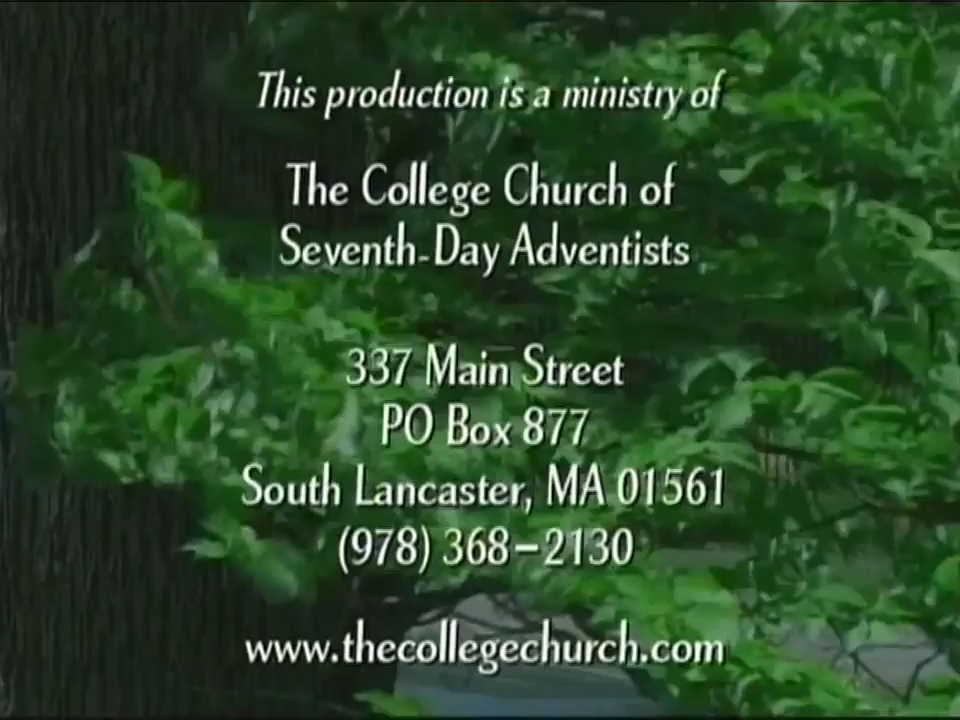 This production is a ministry of
The College Church of
Seventh-Day Adventists
337 Main Street
PO Box 877
South Lancaster, MA 01561
(978) 368-2130
www.thecollegechurch.com